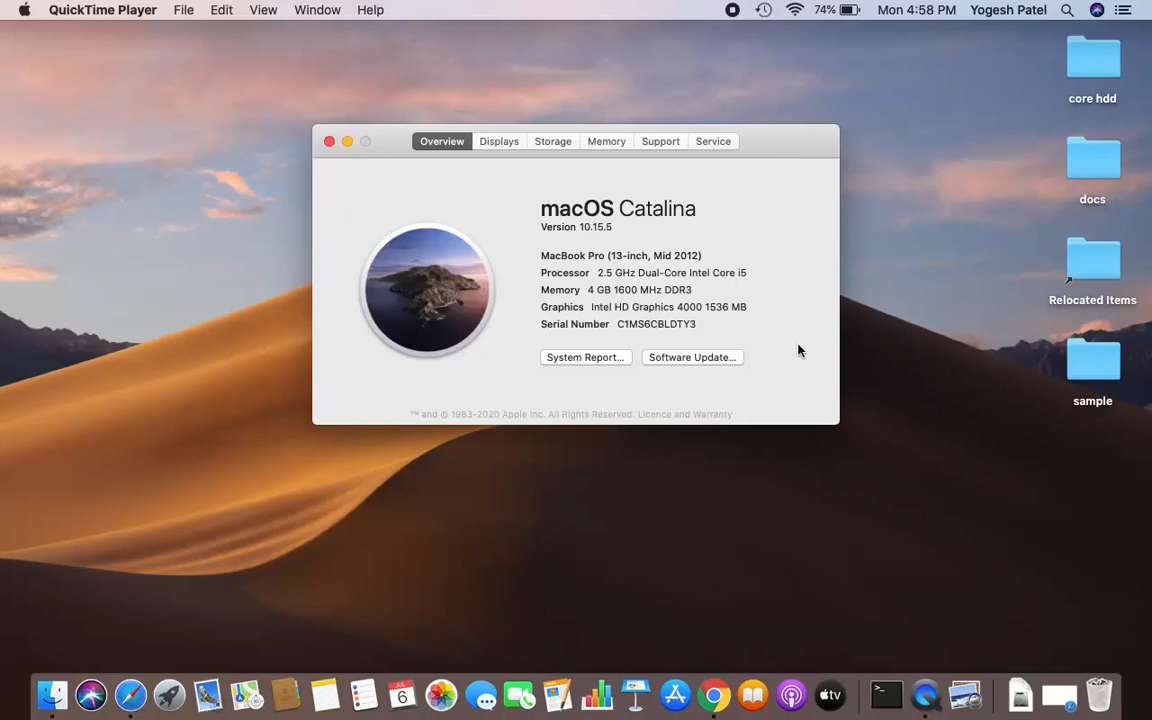 QuickTime Player File Edit View Window Help 74% Mon 4:58 PM Yogesh Patel
core hdd
docs
Relocated Items
sample
Overview Displays Storage Memory Support Service
macOS Catalina
Version 10.15.5
MacBook Pro (13-inch, Mid 2012)
Processor 2.5 GHz Dual-Core Intel Core i5
Memory 4 GB 1600 MHz DDR3
Graphics Intel HD Graphics 4000 1536 MB
Serial Number C1MS6CBLDTY3
System Report... Software Update...
™ and © 1983-2020 Apple Inc. All Rights Reserved. Licence and Warranty
6
tv